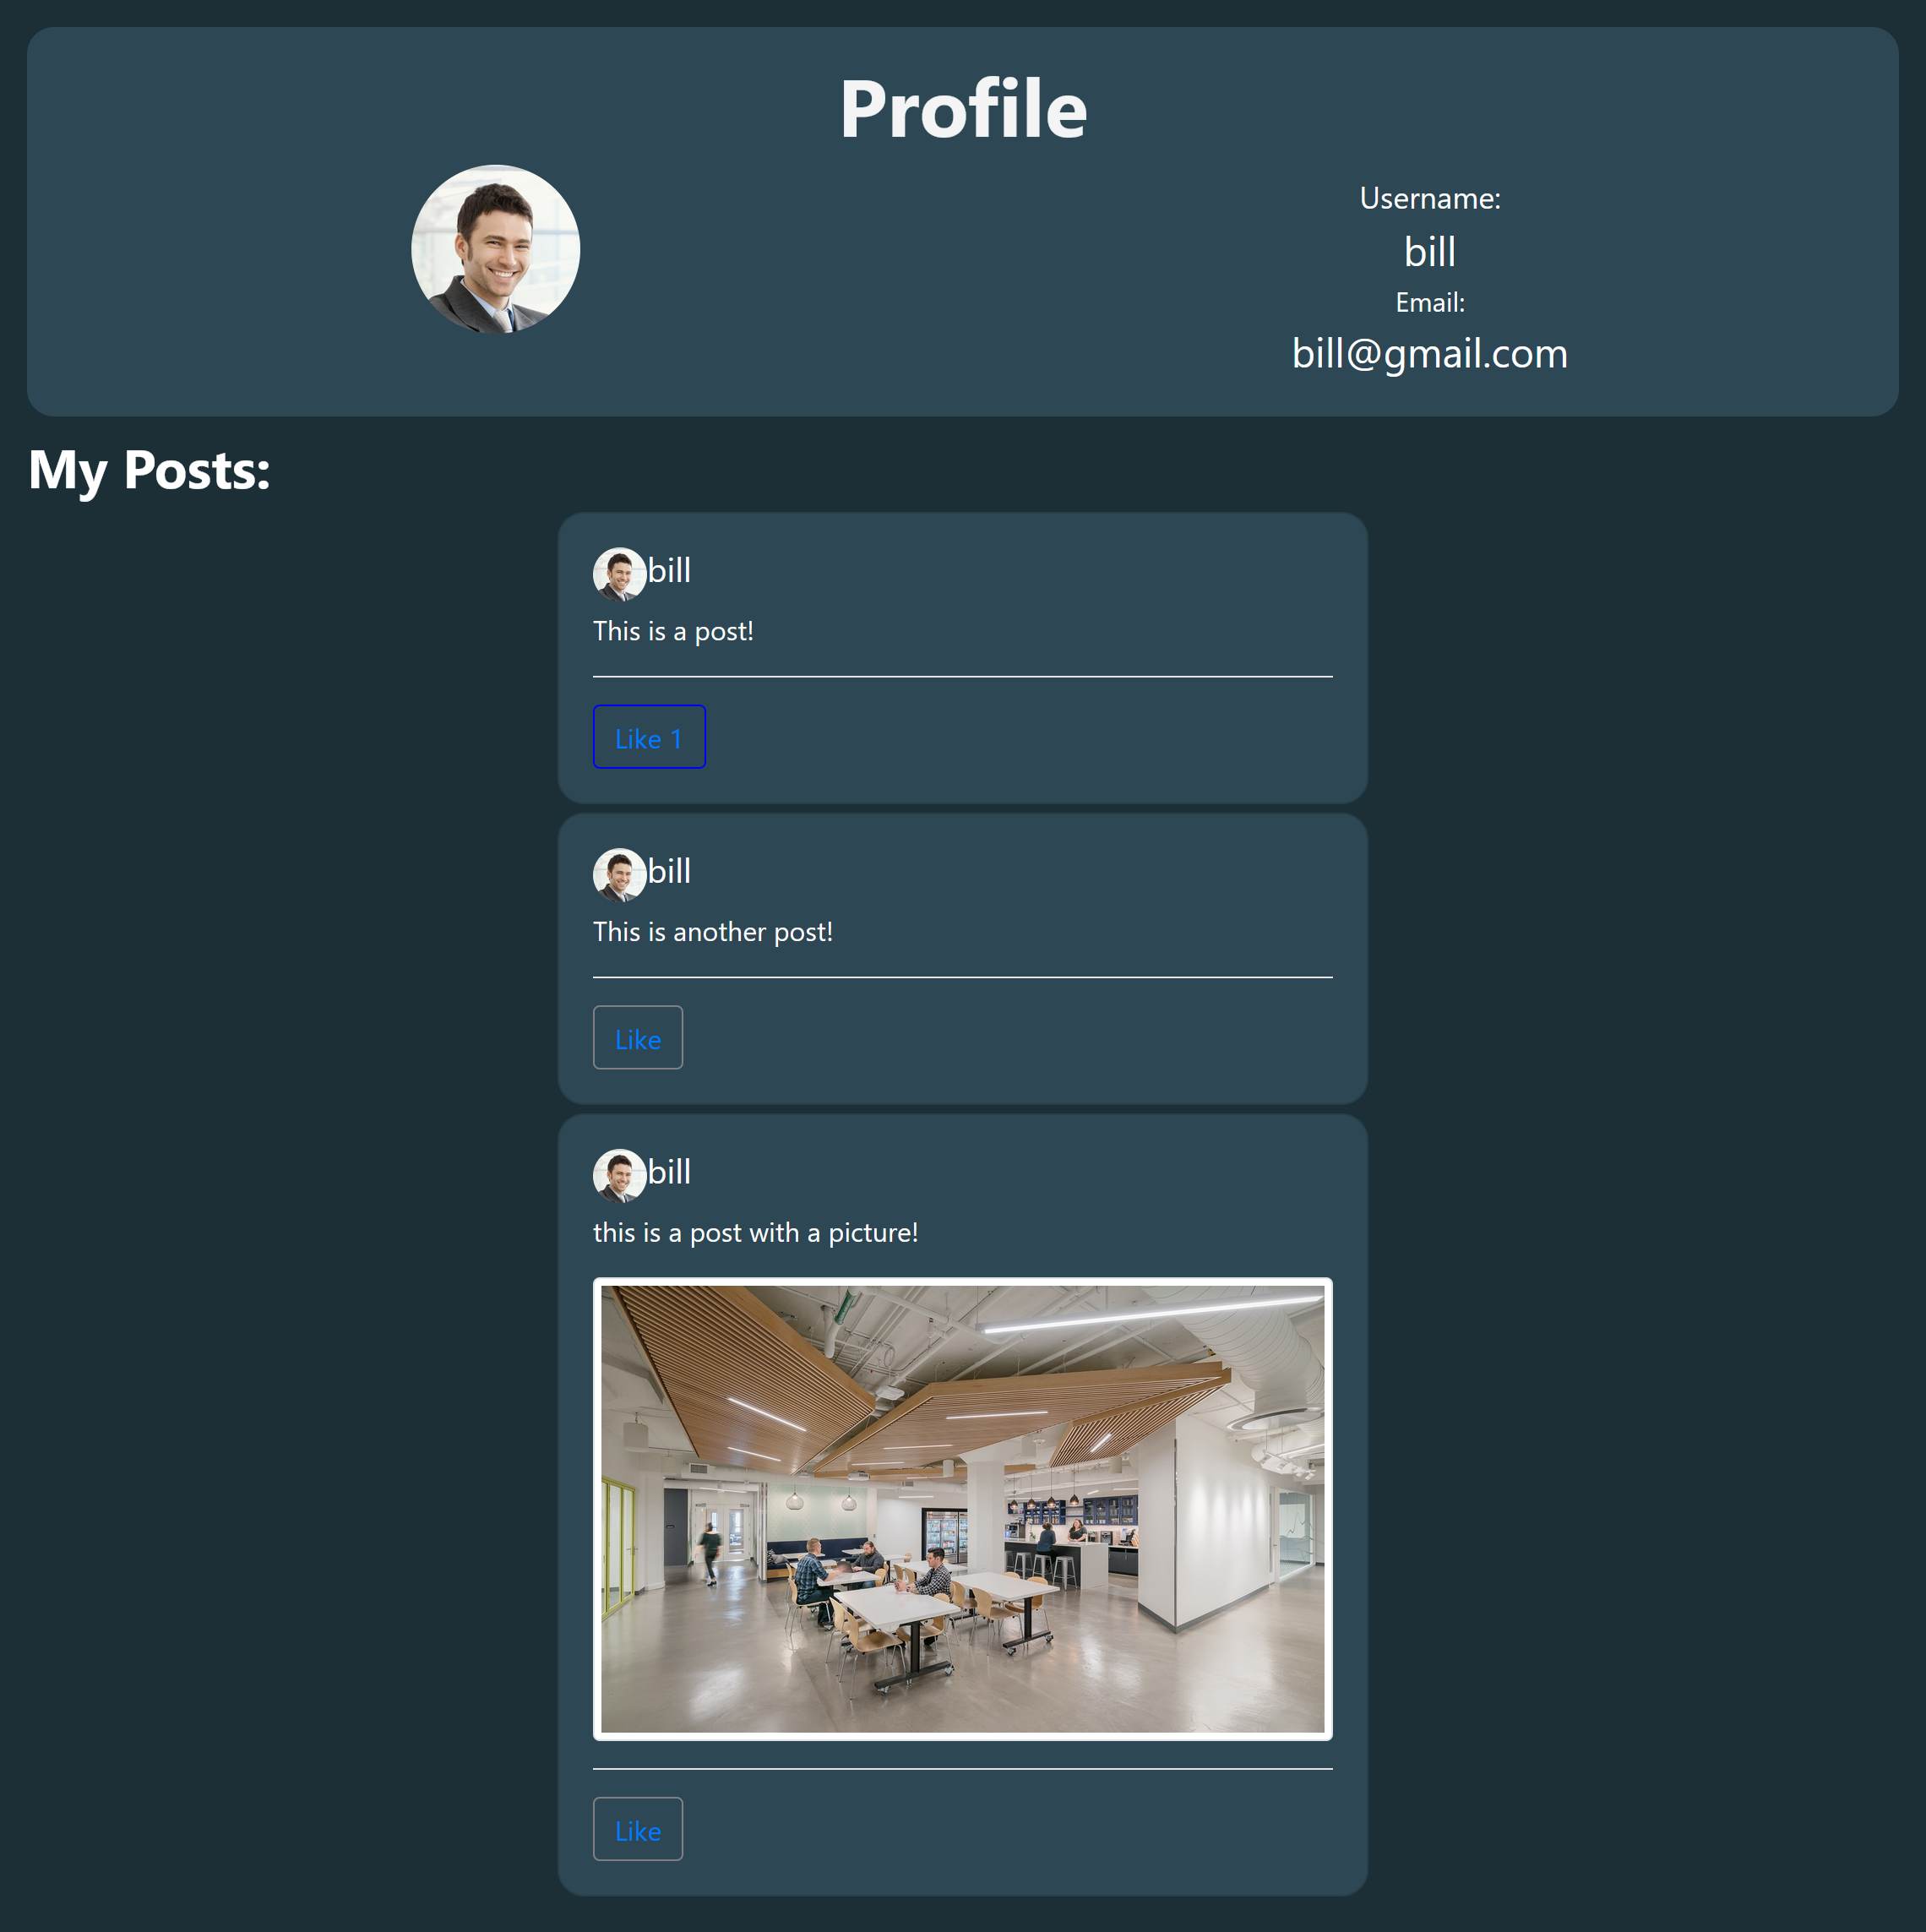 Profile
Username:
bill
Email:
bill@gmail.com
My Posts:
bill
This is a post!
Like 1
bill
This is another post!
Like
bill
this is a post with a picture!
Like